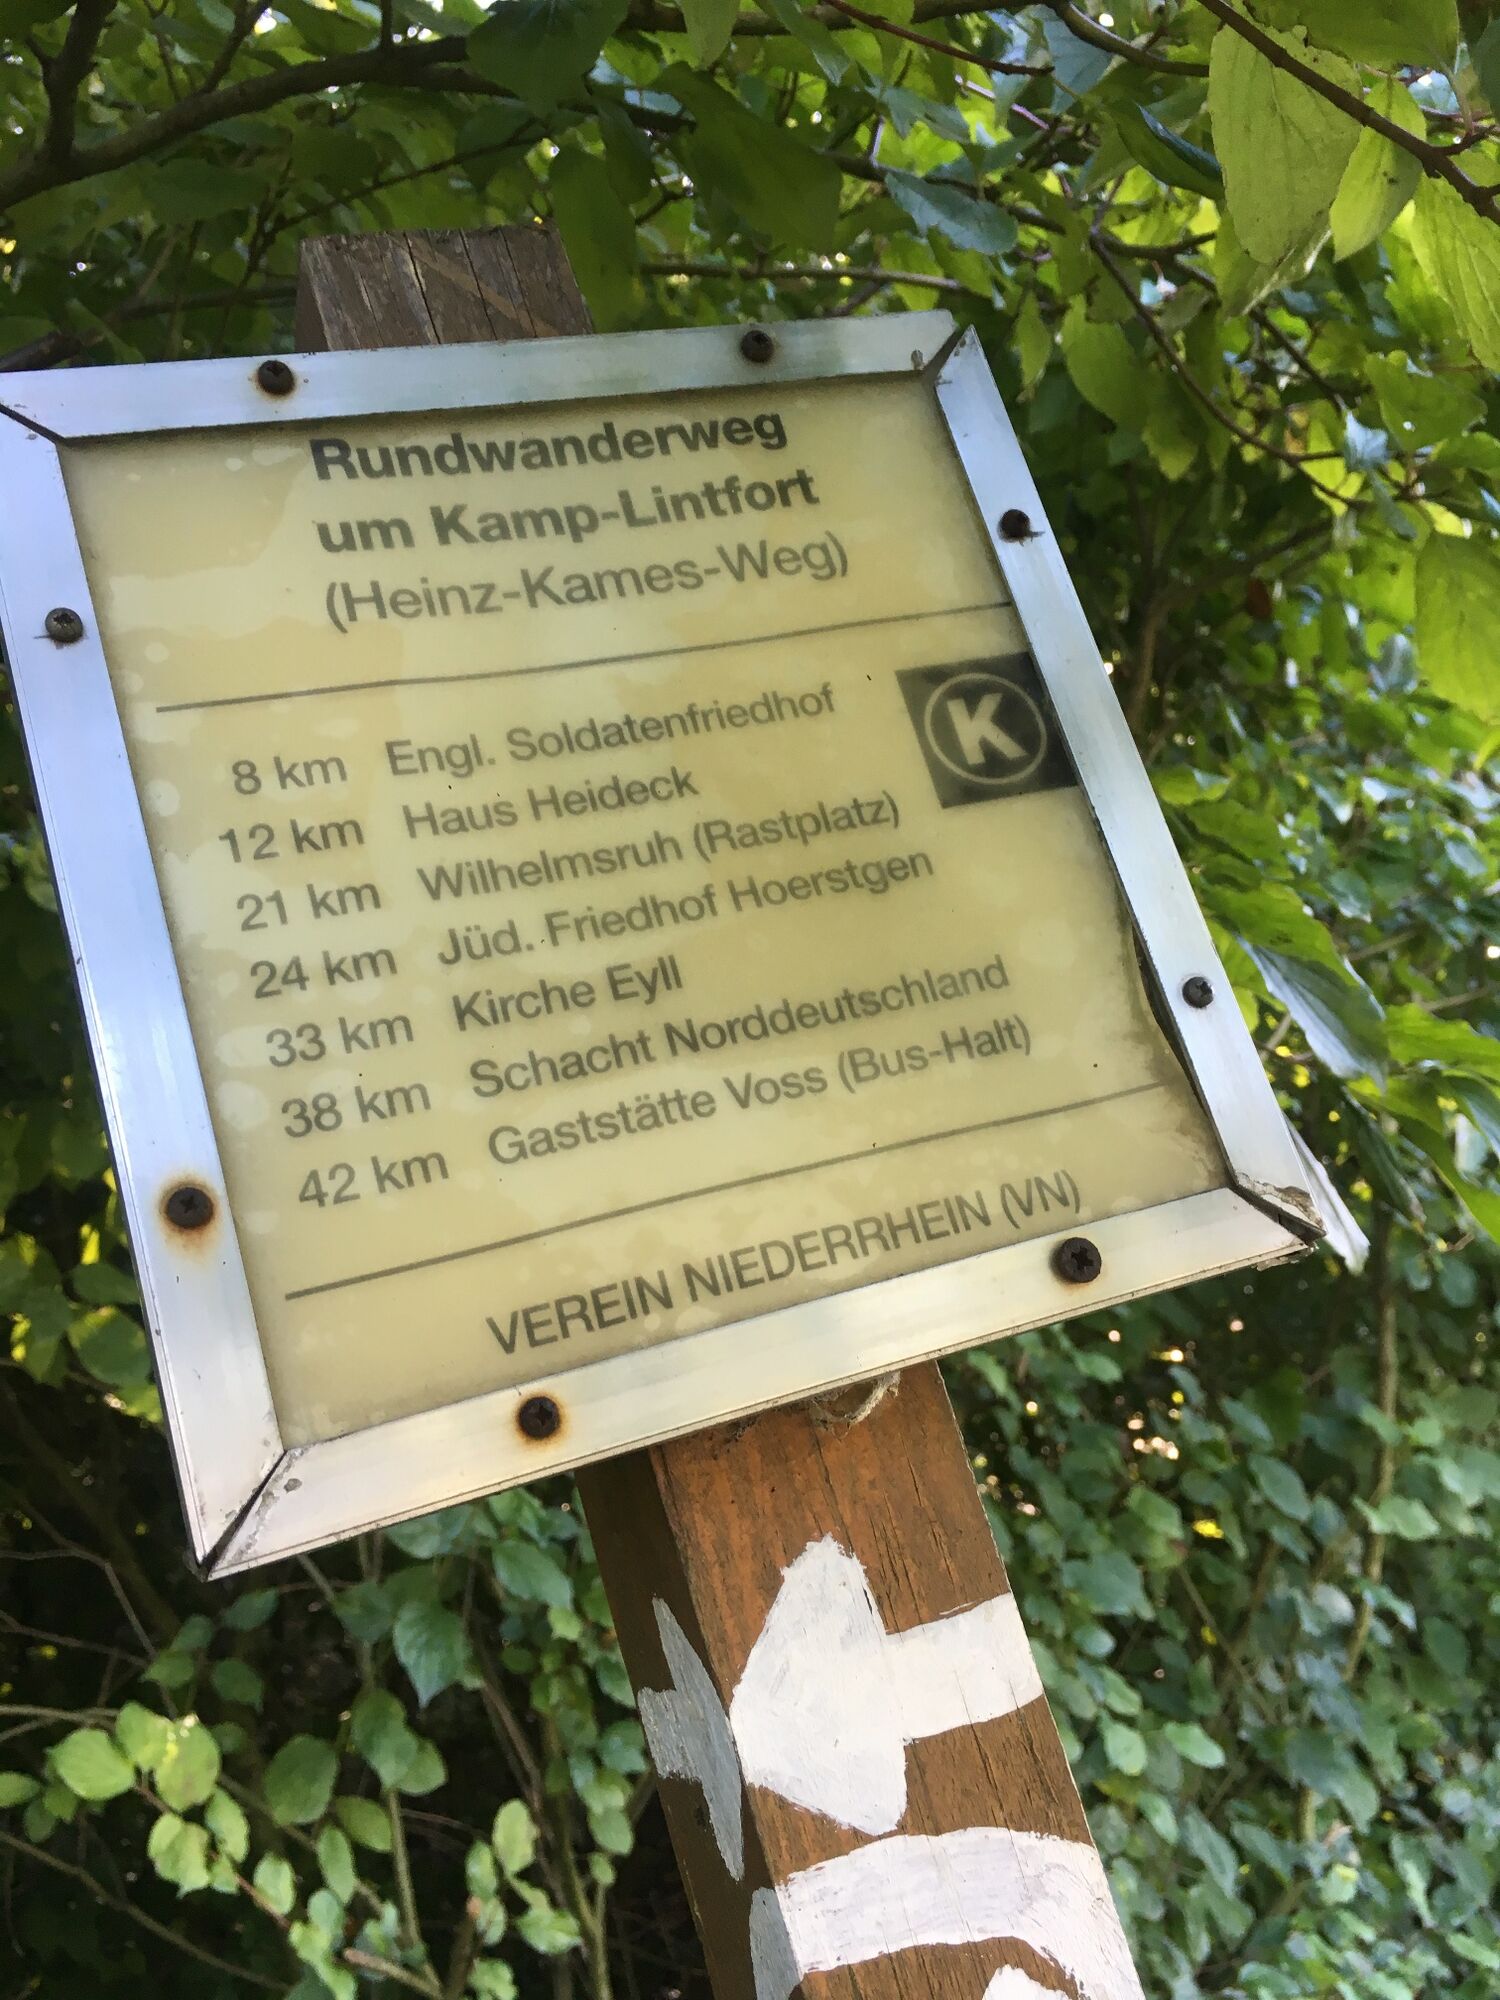 Rundwanderweg
um Kamp-Lintfort
(Heinz-Kames-Weg)
K
8 km Engl. Soldatenfriedhof
12 km Haus Heideck
21 km Wilhelmsruh (Rastplatz)
24 km Jüd. Friedhof Hoerstgen
33 km Kirche Eyll
38 km Schacht Norddeutschland
42 km Gaststätte Voss (Bus-Halt)
VEREIN NIEDERRHEIN (VN)